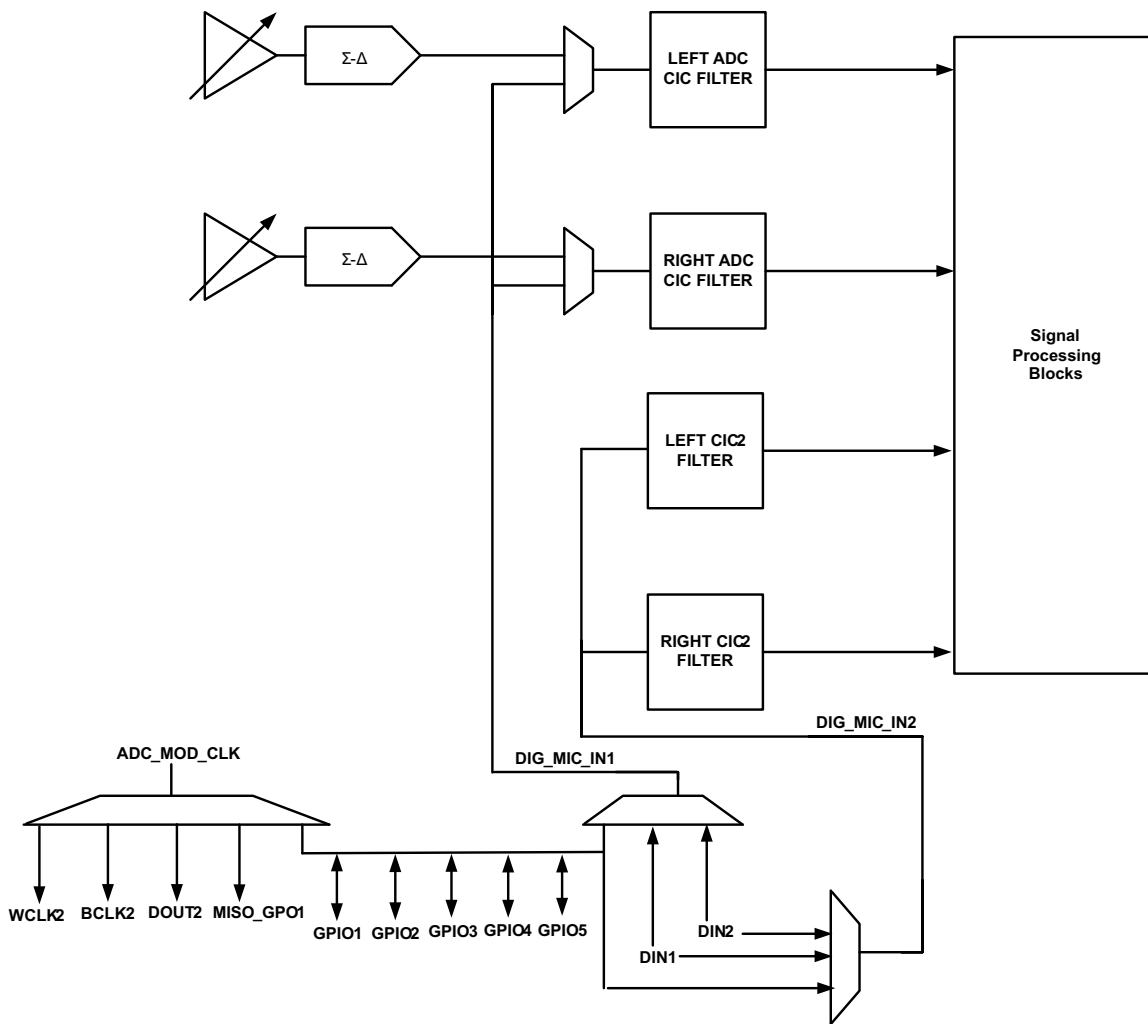 Σ-Δ
LEFT ADC
CIC FILTER
Σ-Δ
RIGHT ADC
CIC FILTER
Signal
Processing
Blocks
LEFT CIC2
FILTER
RIGHT CIC2
FILTER
DIG_MIC_IN2
ADC_MOD_CLK
DIG_MIC_IN1
WCLK2
BCLK2
DOUT2
MISO_GPO1
GPIO1
GPIO2
GPIO3
GPIO4
GPIO5
DIN2
DIN1